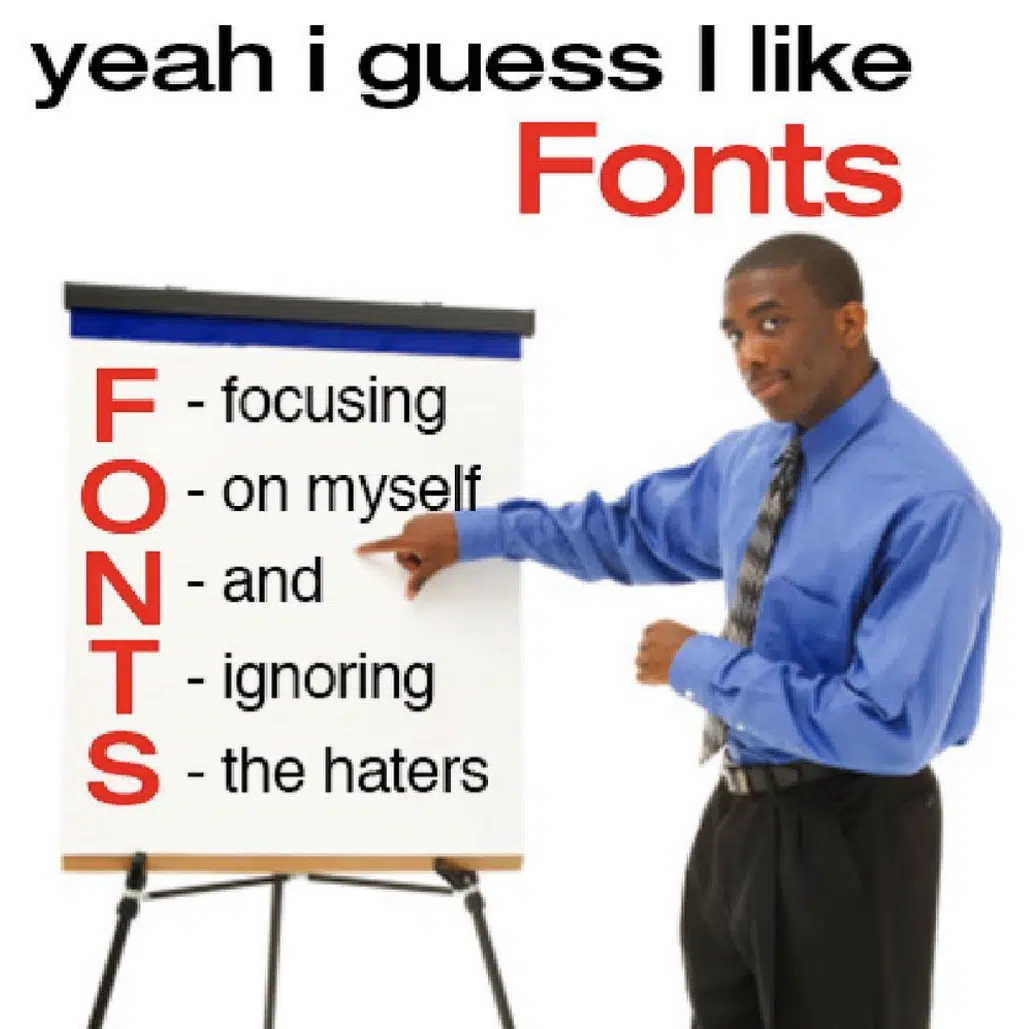 yeah i guess I like
Fonts
F - focusing
O - on myself
N - and
T - ignoring
S - the haters